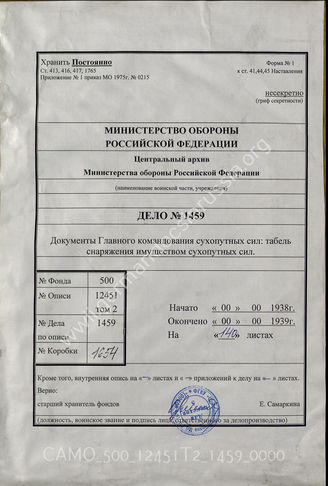 Хранить Постоянно
Форма № 1
Ст. 413, 416, 417, 1765
к ст. 41,44,45 Наставления
Приложение № 1 приказ МО 1975г. № 0215
несекретно
(гриф секретности)
МИНИСТЕРСТВО ОБОРОНЫ
РОССИЙСКОЙ ФЕДЕРАЦИИ
Центральный архив
Министерства обороны Российской Федерации
(наименование воинской части, учреждения)
ДЕЛО № 1459
Документы Главного командования сухопутных сил: табель
снаряжения имуществом сухопутных сил.
№ Фонда 500
№ Описи 12451
том 2
№ Дела 1459
по описи
№ Коробки 1654
Начато « 00 » 00 1938г.
Окончено « 00 » 00 1939г.
На « 140 » листах
Кроме того, внутренняя опись на «—» листах и «—» приложений к делу на «—» листах.
Верно:
старший хранитель фондов Е. Самаркина
(должность, воинское звание и подпись лица, ответственного за делопроизводство)
CAMO_500_12451T2_1459_0000